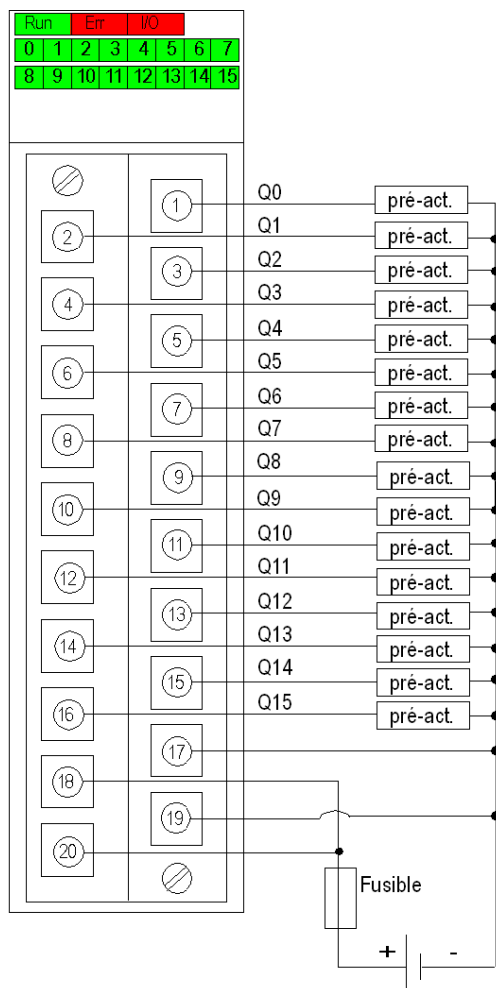 Run Err I/O
0 1 2 3 4 5 6 7
8 9 10 11 12 13 14 15
1 Q0 pré-act.
2 Q1 pré-act.
3 Q2 pré-act.
4 Q3 pré-act.
5 Q4 pré-act.
6 Q5 pré-act.
7 Q6 pré-act.
8 Q7 pré-act.
9 Q8 pré-act.
10 Q9 pré-act.
11 Q10 pré-act.
12 Q11 pré-act.
13 Q12 pré-act.
14 Q13 pré-act.
15 Q14 pré-act.
16 Q15 pré-act.
17
18
19
20
Fusible
+ -